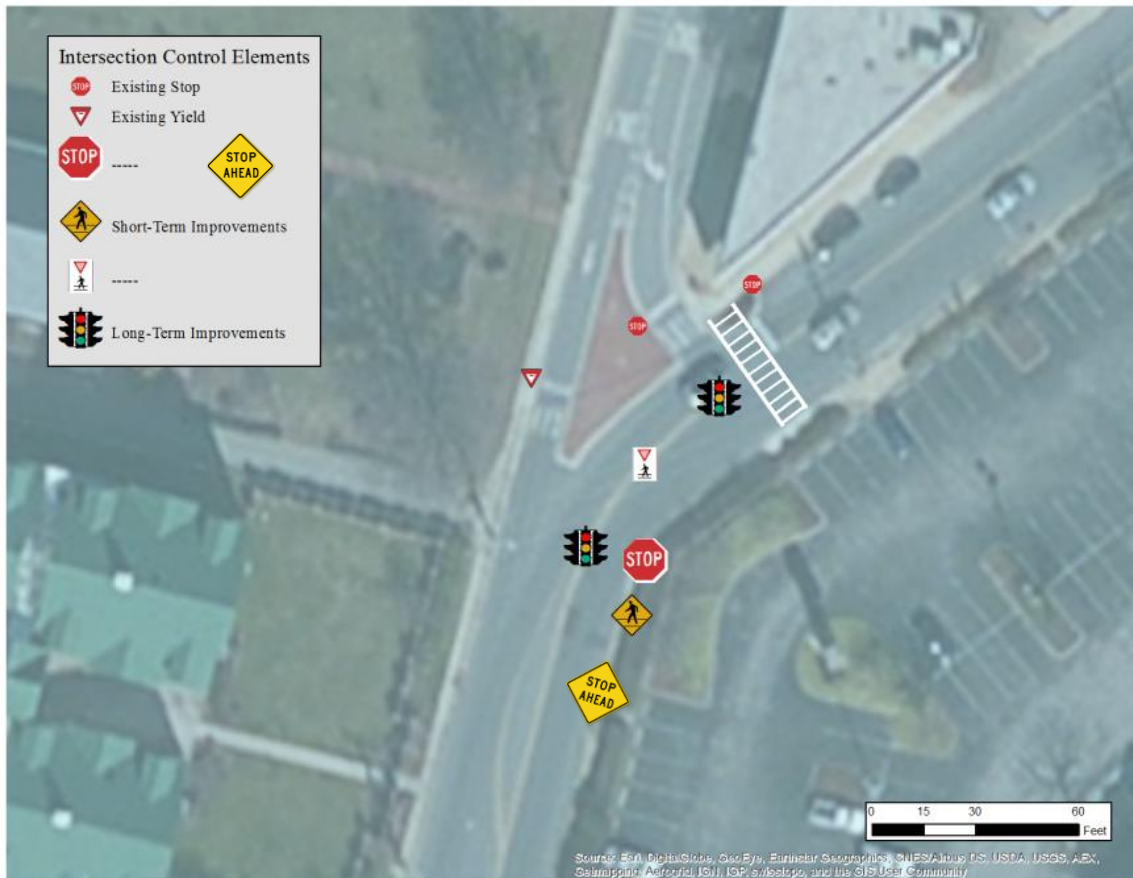 Intersection Control Elements
STOP Existing Stop
Existing Yield
STOP -----
STOP
AHEAD
Short-Term Improvements
-----
Long-Term Improvements
STOP
STOP
STOP
STOP
AHEAD
0 15 30 60
Feet
Source: Esri, DigitalGlobe, GeoEye, Earthstar Geographics, CNES/Airbus DS, USDA, USGS, AEX,
Getmapping, Aerogrid, IGN, IGP, swisstopo, and the GIS User Community